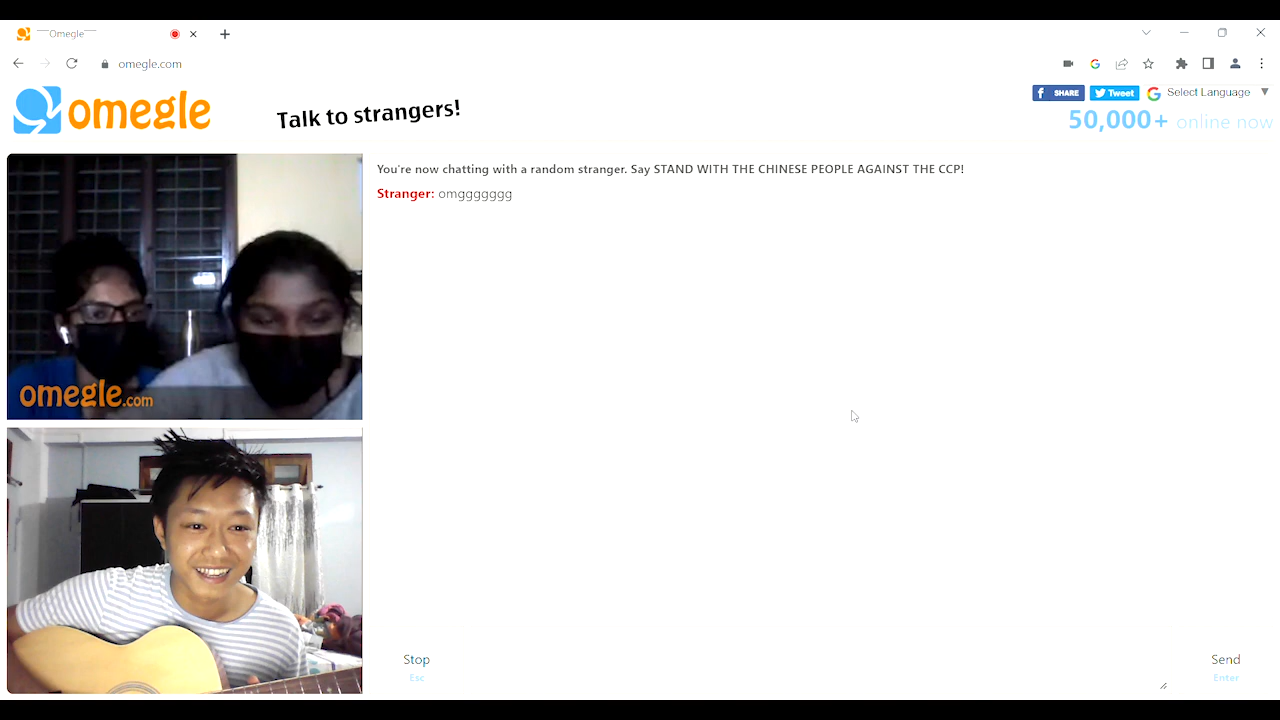 Omegle
omegle.com
omegle
Talk to strangers!
SHARE
Tweet
Select Language
50,000+ online now
You're now chatting with a random stranger. Say STAND WITH THE CHINESE PEOPLE AGAINST THE CCP!
Stranger: omggggggg
omegle.com
Stop
Esc
Send
Enter